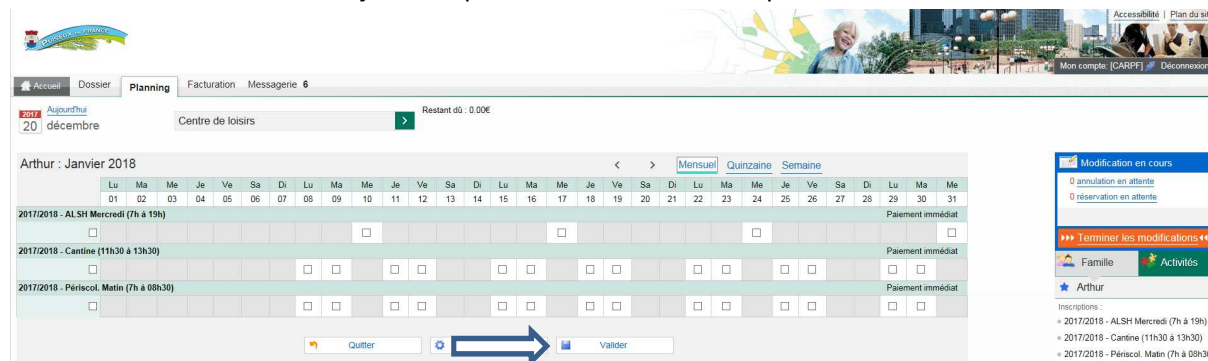 PUISEUX EN FRANCE
Accessibilité | Plan du sit
Mon compte: [CARPF] Déconnexion
Accueil Dossier Planning Facturation Messagerie 6
2017 Aujourd'hui
20 décembre
Centre de loisirs
Restant dû : 0.00€
Arthur : Janvier 2018
< > Mensuel Quinzaine Semaine
Lu Ma Me Je Ve Sa Di Lu Ma Me Je Ve Sa Di Lu Ma Me Je Ve Sa Di Lu Ma Me Je Ve Sa Di Lu Ma Me
01 02 03 04 05 06 07 08 09 10 11 12 13 14 15 16 17 18 19 20 21 22 23 24 25 26 27 28 29 30 31
2017/2018 - ALSH Mercredi (7h à 19h) Paiement immédiat
2017/2018 - Cantine (11h30 à 13h30) Paiement immédiat
2017/2018 - Périscol. Matin (7h à 08h30) Paiement immédiat
Quitter
Valider
Modification en cours
0 annulation en attente
0 réservation en attente
Terminer les modifications
Famille Activités
Arthur
Inscriptions :
2017/2018 - ALSH Mercredi (7h à 19h)
2017/2018 - Cantine (11h30 à 13h30)
2017/2018 - Périscol. Matin (7h à 08h3